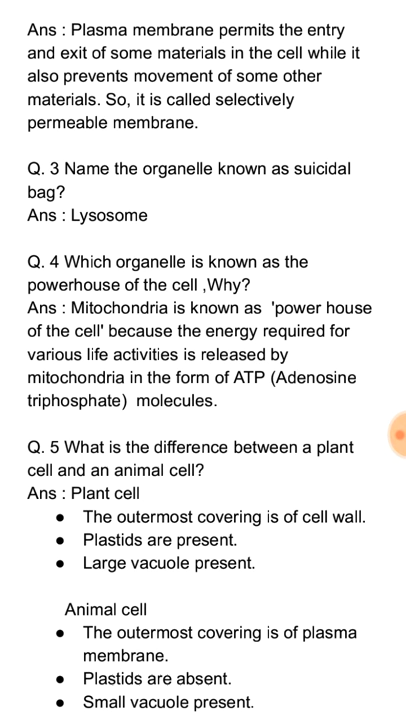 Ans : Plasma membrane permits the entry
and exit of some materials in the cell while it
also prevents movement of some other
materials. So, it is called selectively
permeable membrane.
Q. 3 Name the organelle known as suicidal
bag?
Ans : Lysosome
Q. 4 Which organelle is known as the
powerhouse of the cell ,Why?
Ans : Mitochondria is known as  'power house
of the cell' because the energy required for
various life activities is released by
mitochondria in the form of ATP (Adenosine
triphosphate)  molecules.
Q. 5 What is the difference between a plant
cell and an animal cell?
Ans : Plant cell
● The outermost covering is of cell wall.
● Plastids are present.
● Large vacuole present.
Animal cell
● The outermost covering is of plasma
membrane.
● Plastids are absent.
● Small vacuole present.